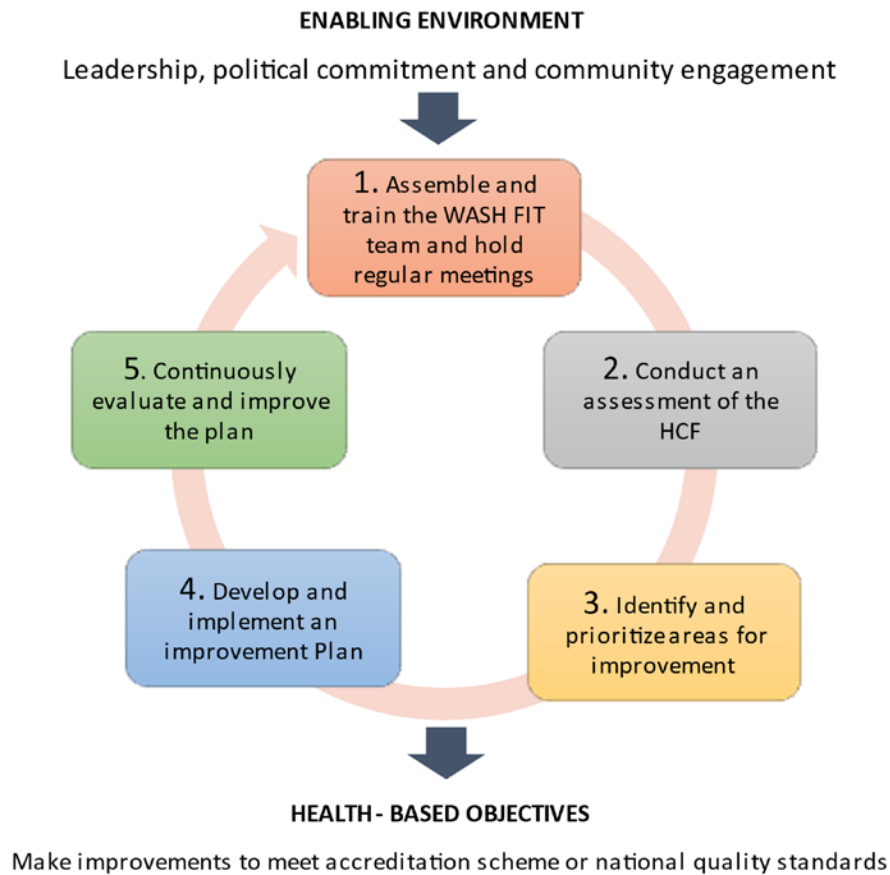 ENABLING ENVIRONMENT
Leadership, political commitment and community engagement
1. Assemble and
train the WASH FIT
team and hold
regular meetings
2. Conduct an
assessment of the
HCF
3. Identify and
prioritize areas for
improvement
4. Develop and
implement an
improvement Plan
5. Continuously
evaluate and improve
the plan
HEALTH - BASED OBJECTIVES
Make improvements to meet accreditation scheme or national quality standards